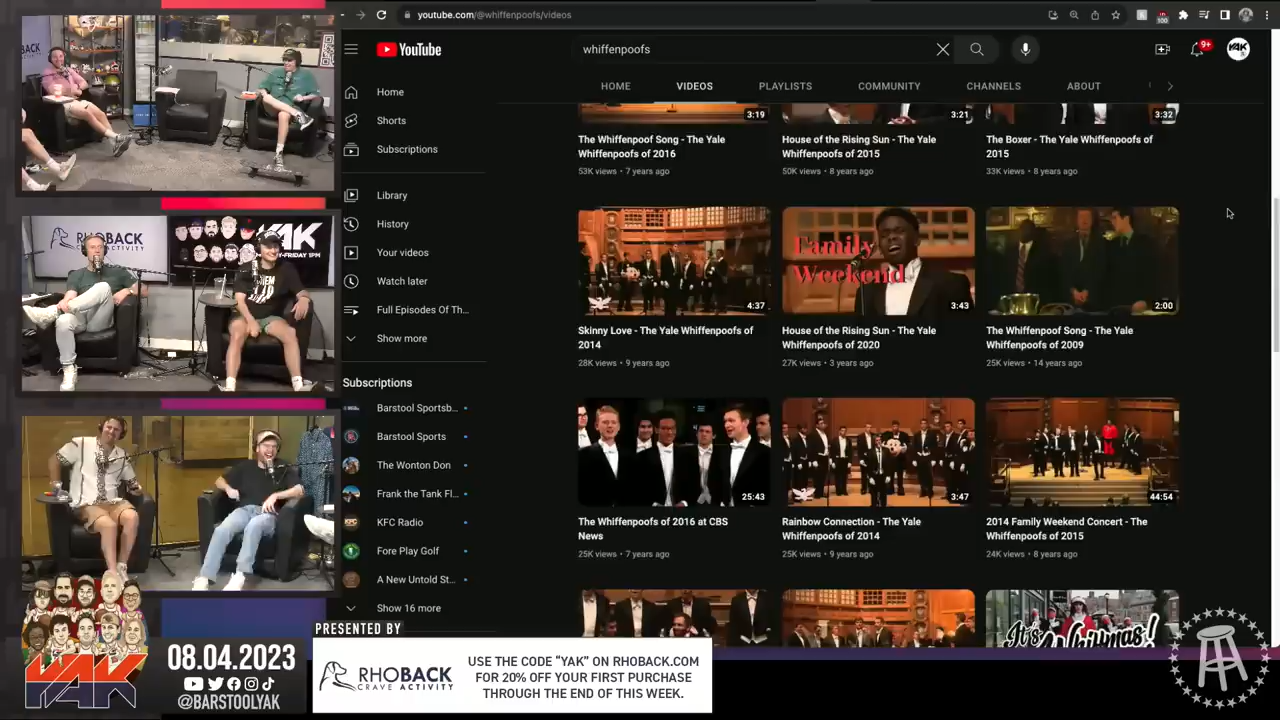 youtube.com/@whiffenpoofs/videos
100
YouTube
whiffenpoofs
9+
YAK
HOME
VIDEOS
PLAYLISTS
COMMUNITY
CHANNELS
ABOUT
Home
Shorts
Subscriptions
Library
History
Your videos
Watch later
Full Episodes Of Th...
Show more
Subscriptions
Barstool Sportsb...
Barstool Sports
The Wonton Don
Frank the Tank Fl...
KFC Radio
Fore Play Golf
A New Untold St...
Show 16 more
3:19
3:21
3:32
The Whiffenpoof Song - The Yale
Whiffenpoofs of 2016
53K views • 7 years ago
House of the Rising Sun - The Yale
Whiffenpoofs of 2015
50K views • 8 years ago
The Boxer - The Yale Whiffenpoofs of
2015
33K views • 8 years ago
4:37
Skinny Love - The Yale Whiffenpoofs of
2014
28K views • 9 years ago
Family
Weekend
3:43
House of the Rising Sun - The Yale
Whiffenpoofs of 2020
27K views • 3 years ago
2:00
The Whiffenpoof Song - The Yale
Whiffenpoofs of 2009
25K views • 14 years ago
25:43
The Whiffenpoofs of 2016 at CBS
News
25K views • 7 years ago
3:47
Rainbow Connection - The Yale
Whiffenpoofs of 2014
25K views • 9 years ago
44:54
2014 Family Weekend Concert - The
Whiffenpoofs of 2015
24K views • 8 years ago
BACK
ACTIVITY
RHOBACK
ACTIVITY
YAK
YAK
08.04.2023
@BARSTOOLYAK
PRESENTED BY
RHOBACK
CRAVE ACTIVITY
USE THE CODE “YAK” ON RHOBACK.COM
FOR 20% OFF YOUR FIRST PURCHASE
THROUGH THE END OF THIS WEEK.